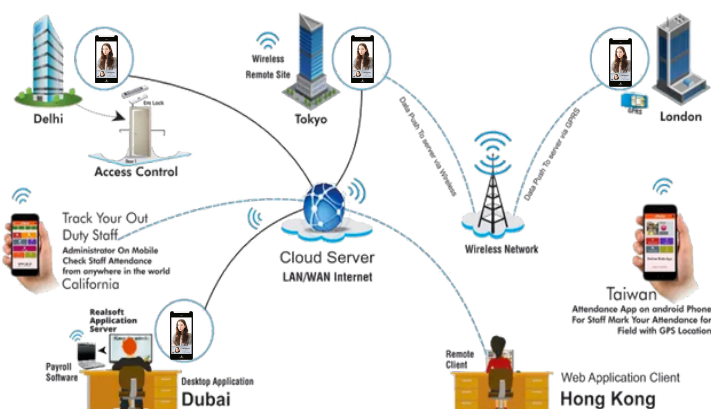 Delhi
Em Lock
Access Control
Wireless
Remote Site
Tokyo
Data Push To server via Wireless
Data Push To server via GPRS
GPRS
London
Wireless Network
Track Your Out
Duty Staff
Administrator On Mobile
Check Staff Attendance
from anywhere in the world
California
Cloud Server
LAN/WAN Internet
Taiwan
Attendance App on android Phone
For Staff Mark Your Attendance for
Field with GPS Location
Realsoft
Application
Server
Payroll
Software
Desktop Application
Dubai
Remote
Client
Web Application Client
Hong Kong